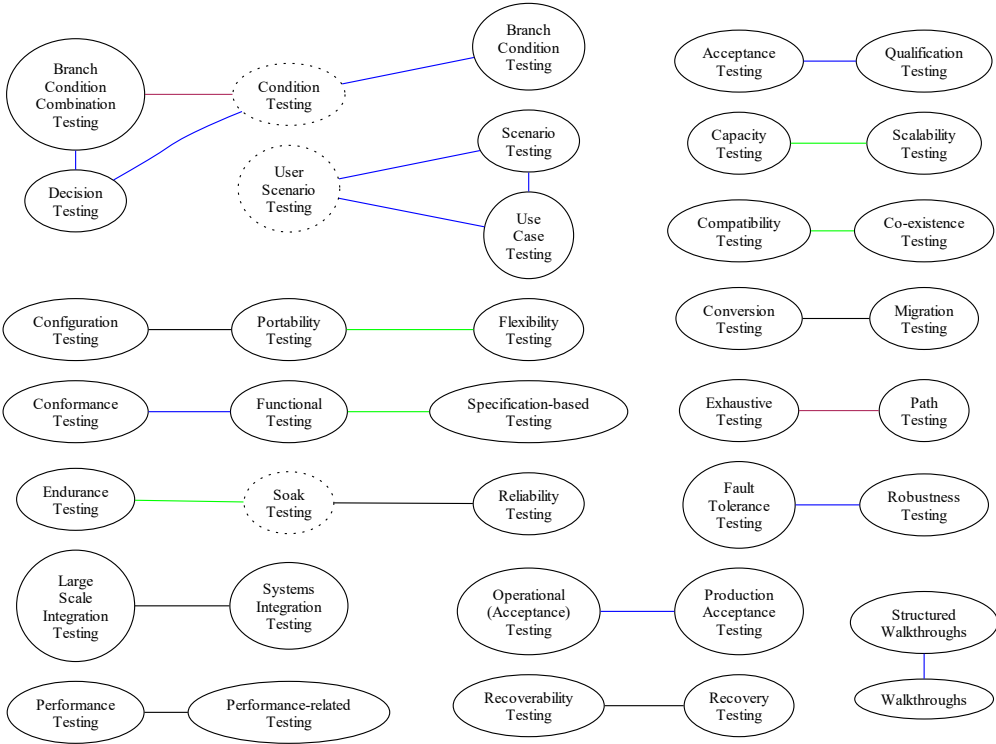 Branch
Condition
Combination
Testing
Condition
Testing
Branch
Condition
Testing
Decision
Testing
User
Scenario
Testing
Scenario
Testing
Use
Case
Testing
Acceptance
Testing
Qualification
Testing
Capacity
Testing
Scalability
Testing
Compatibility
Testing
Co-existence
Testing
Configuration
Testing
Portability
Testing
Flexibility
Testing
Conversion
Testing
Migration
Testing
Conformance
Testing
Functional
Testing
Specification-based
Testing
Exhaustive
Testing
Path
Testing
Endurance
Testing
Soak
Testing
Reliability
Testing
Fault
Tolerance
Testing
Robustness
Testing
Large
Scale
Integration
Testing
Systems
Integration
Testing
Operational
(Acceptance)
Testing
Production
Acceptance
Testing
Structured
Walkthroughs
Walkthroughs
Performance
Testing
Performance-related
Testing
Recoverability
Testing
Recovery
Testing